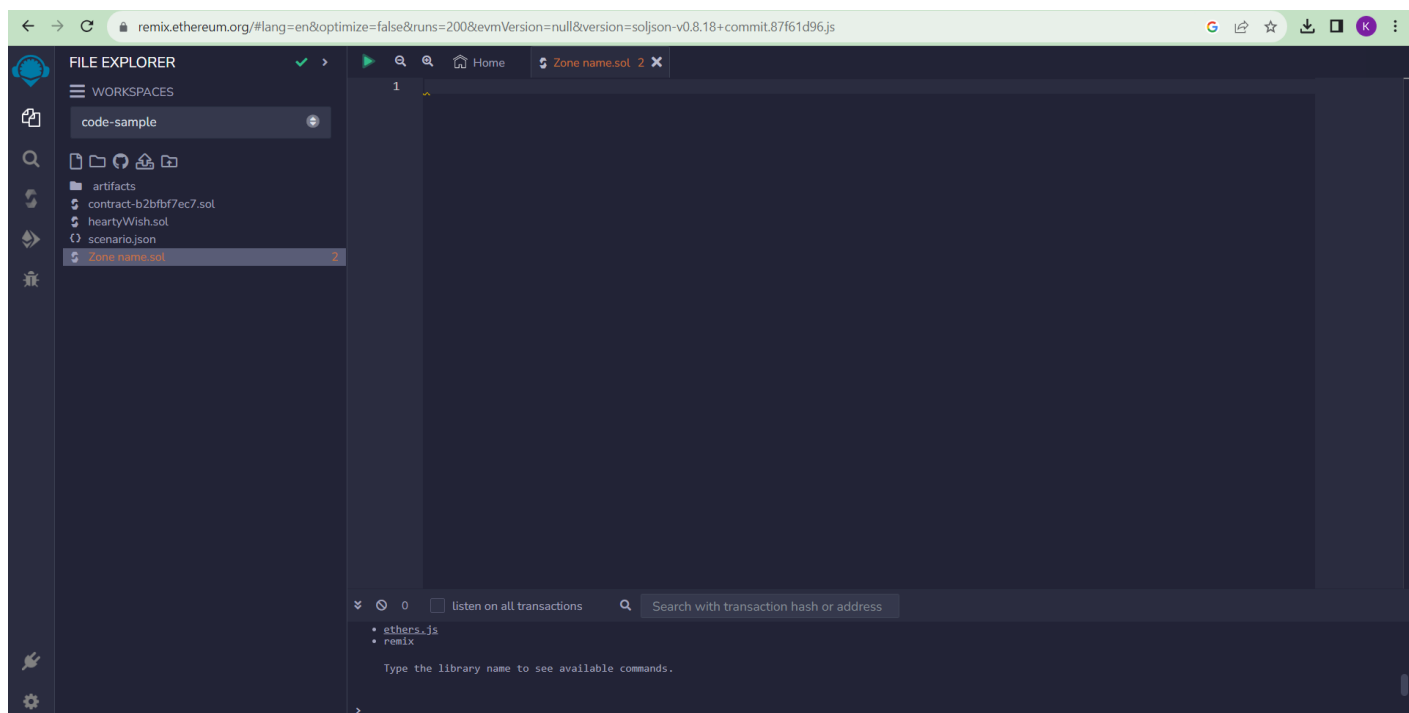 remix.ethereum.org/#lang=en&optimize=false&runs=200&evmVersion=null&version=soljson-v0.8.18+commit.87f61d96.js
G
K
FILE EXPLORER
Home
Zone name.sol 2
WORKSPACES
1
code-sample
artifacts
contract-b2bfbf7ec7.sol
heartyWish.sol
{} scenario.json
Zone name.sol 2
0 listen on all transactions Search with transaction hash or address
• ethers.js
• remix
Type the library name to see available commands.
>